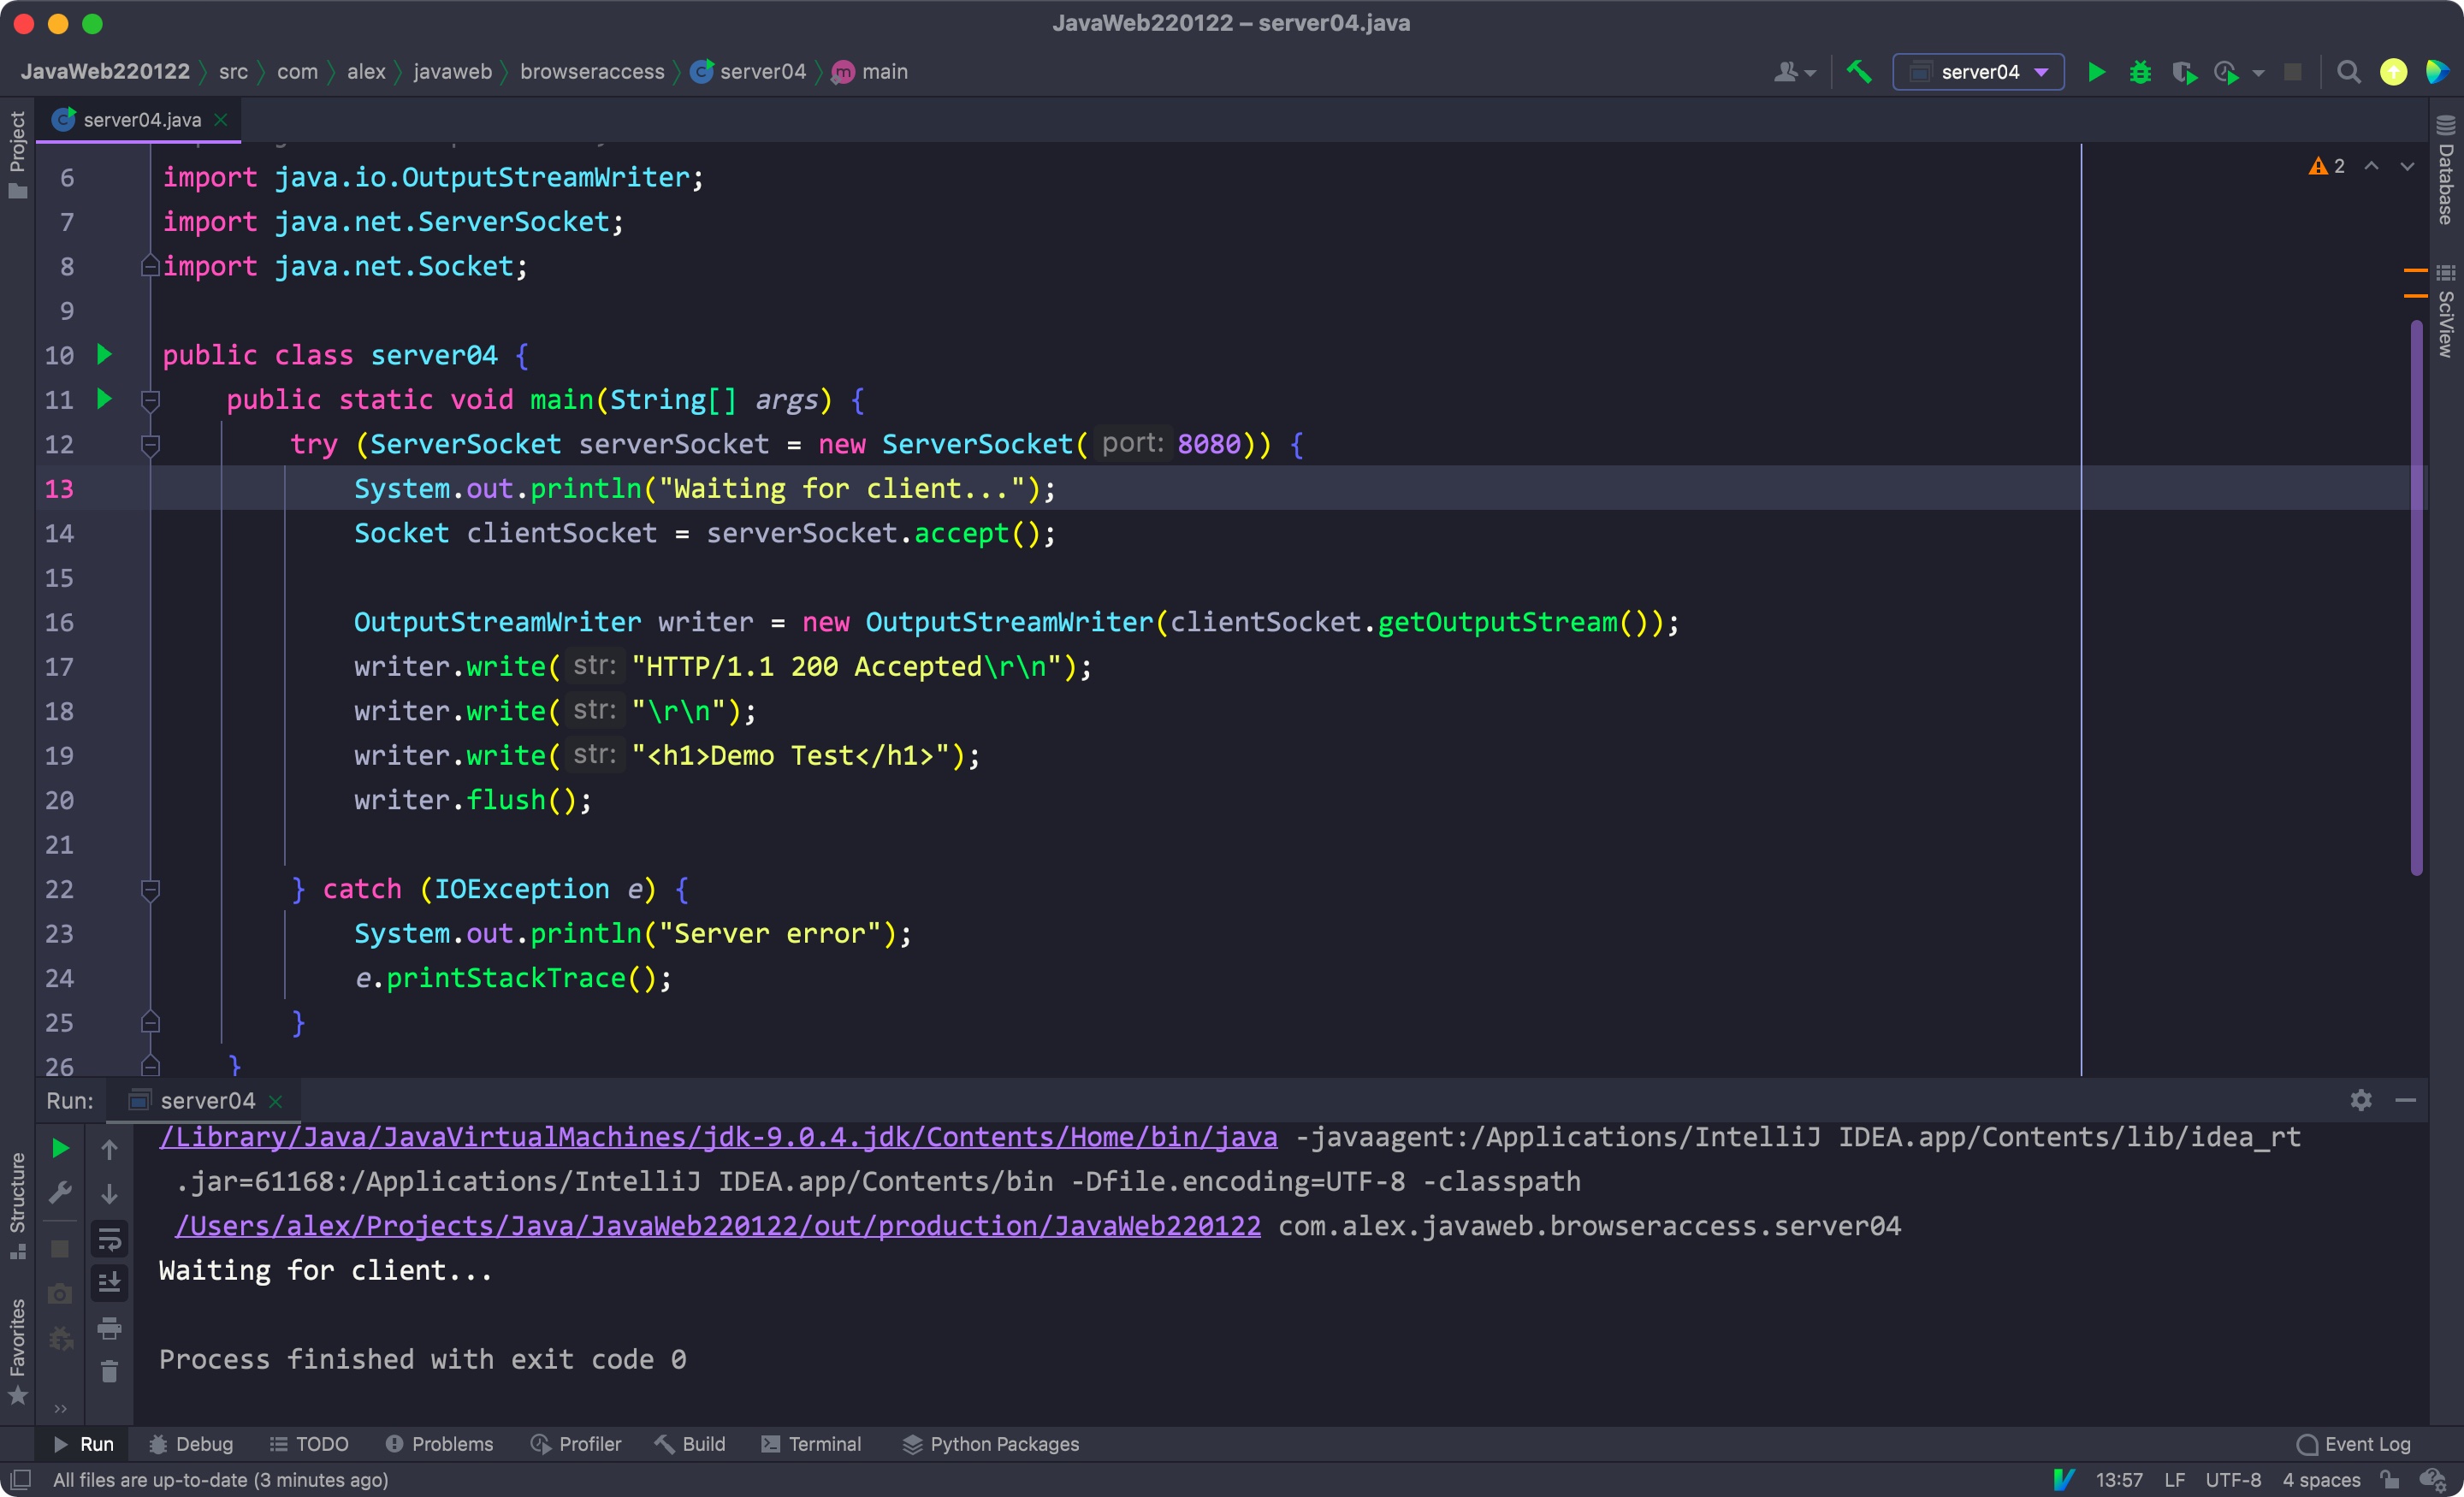 JavaWeb220122 – server04.java
JavaWeb220122 src com alex javaweb browseraccess server04 m main
server04
Project
server04.java
2
Database
SciView
6 import java.io.OutputStreamWriter;
7 import java.net.ServerSocket;
8 import java.net.Socket;
9
10 public class server04 {
11 public static void main(String[] args) {
12 try (ServerSocket serverSocket = new ServerSocket( port: 8080)) {
13 System.out.println("Waiting for client...");
14 Socket clientSocket = serverSocket.accept();
15
16 OutputStreamWriter writer = new OutputStreamWriter(clientSocket.getOutputStream());
17 writer.write( str: "HTTP/1.1 200 Accepted\r\n");
18 writer.write( str: "\r\n");
19 writer.write( str: "<h1>Demo Test</h1>");
20 writer.flush();
21
22 } catch (IOException e) {
23 System.out.println("Server error");
24 e.printStackTrace();
25 }
26 }
Run: server04
/Library/Java/JavaVirtualMachines/jdk-9.0.4.jdk/Contents/Home/bin/java -javaagent:/Applications/IntelliJ IDEA.app/Contents/lib/idea_rt
.jar=61168:/Applications/IntelliJ IDEA.app/Contents/bin -Dfile.encoding=UTF-8 -classpath
/Users/alex/Projects/Java/JavaWeb220122/out/production/JavaWeb220122 com.alex.javaweb.browseraccess.server04
Waiting for client...
Process finished with exit code 0
Structure
Favorites
Run Debug TODO Problems Profiler Build Terminal Python Packages Event Log
All files are up-to-date (3 minutes ago) 13:57 LF UTF-8 4 spaces